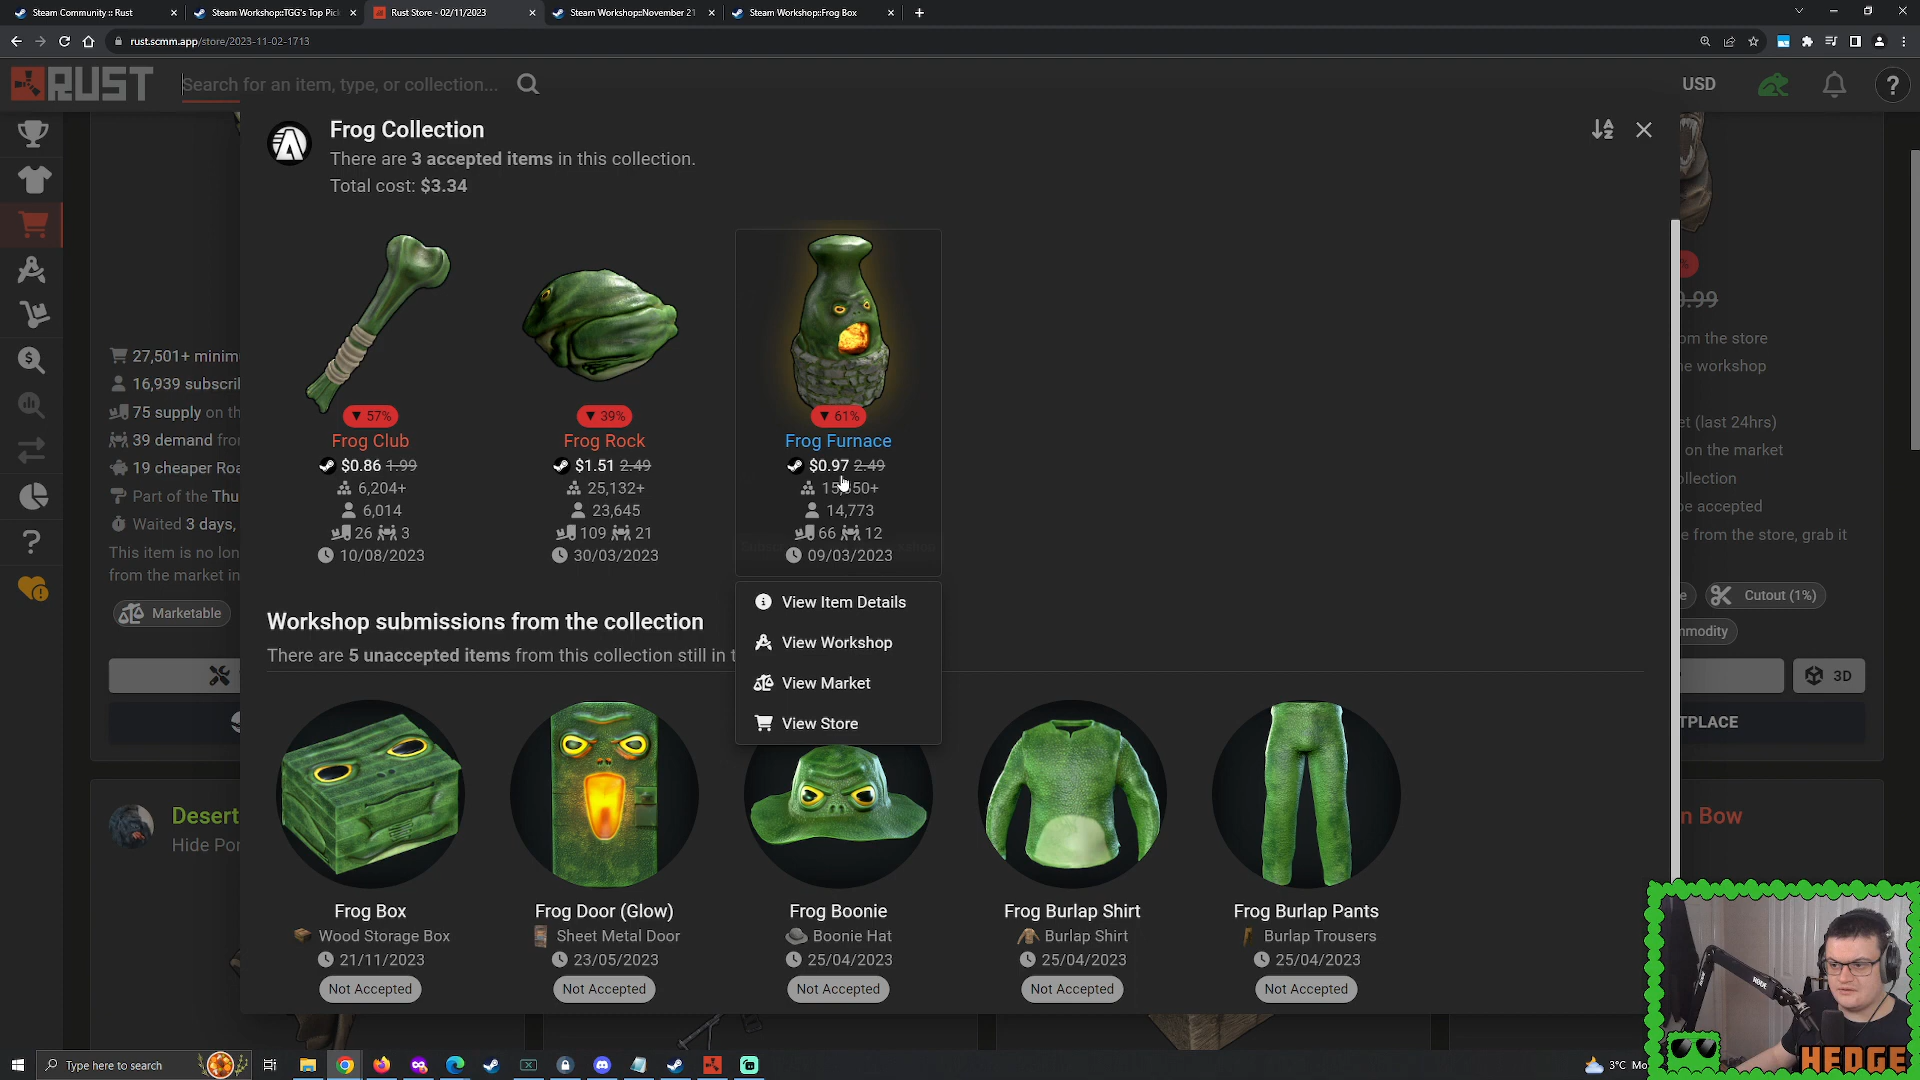 Steam Community :: Rust
Steam Workshop::TGG's Top Pic
Rust Store - 02/11/2023
Steam Workshop::November 21
Steam Workshop::Frog Box
rust.scmm.app/store/2023-11-02-1713
RUST
Search for an item, type, or collection...
USD
Frog Collection
There are 3 accepted items in this collection.
Total cost: $3.34
27,501+ minim
16,939 subscri
75 supply on th
39 demand fro
19 cheaper Roa
Part of the Thu
Waited 3 days,
This item is no lon
from the market in
Marketable
57%
Frog Club
$0.86 1.99
6,204+
6,014
26 3
10/08/2023
39%
Frog Rock
$1.51 2.49
25,132+
23,645
109 21
30/03/2023
61%
Frog Furnace
$0.97 2.49
14,773
66 12
09/03/2023
View Item Details
View Workshop
View Market
View Store
Workshop submissions from the collection
There are 5 unaccepted items from this collection still in t
%
0.99
om the store
e workshop
et (last 24hrs)
on the market
llection
be accepted
e from the store, grab it
e
Cutout (1%)
mmodity
3D
TPLACE
Desert
Hide Por
n Bow
Frog Box
Wood Storage Box
21/11/2023
Not Accepted
Frog Door (Glow)
Sheet Metal Door
23/05/2023
Not Accepted
Frog Boonie
Boonie Hat
25/04/2023
Not Accepted
Frog Burlap Shirt
Burlap Shirt
25/04/2023
Not Accepted
Frog Burlap Pants
Burlap Trousers
25/04/2023
Not Accepted
RODE
HEDGE
Type here to search
3°C Mo